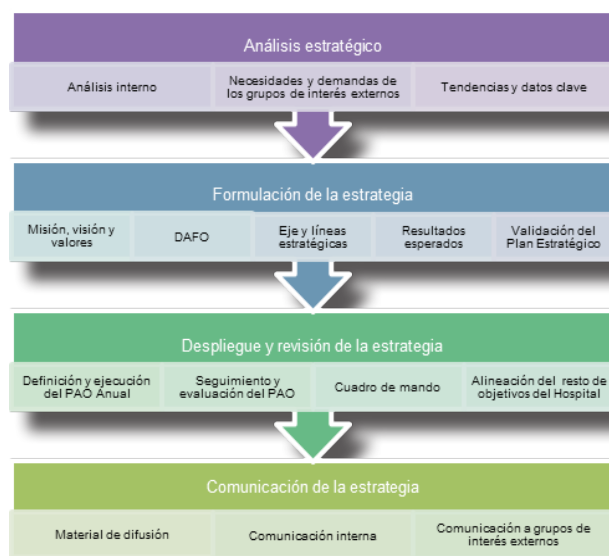 Análisis estratégico
Análisis interno
Necesidades y demandas de
los grupos de interés externos
Tendencias y datos clave
Formulación de la estrategia
Misión, visión y
valores
DAFO
Eje y líneas
estratégicas
Resultados
esperados
Validación del
Plan Estratégico
Despliegue y revisión de la estrategia
Definición y ejecución
del PAO Anual
Seguimiento y
evaluación del PAO
Cuadro de mando
Alineación del resto de
objetivos del Hospital
Comunicación de la estrategia
Material de difusión
Comunicación interna
Comunicación a grupos de
interés externos